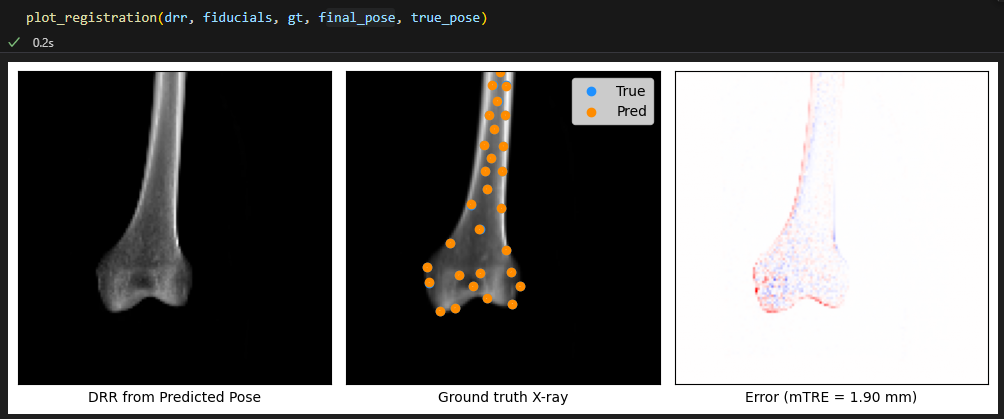 plot_registration(drr, fiducials, gt, final_pose, true_pose)
0.2s
True
Pred
DRR from Predicted Pose
Ground truth X-ray
Error (mTRE = 1.90 mm)